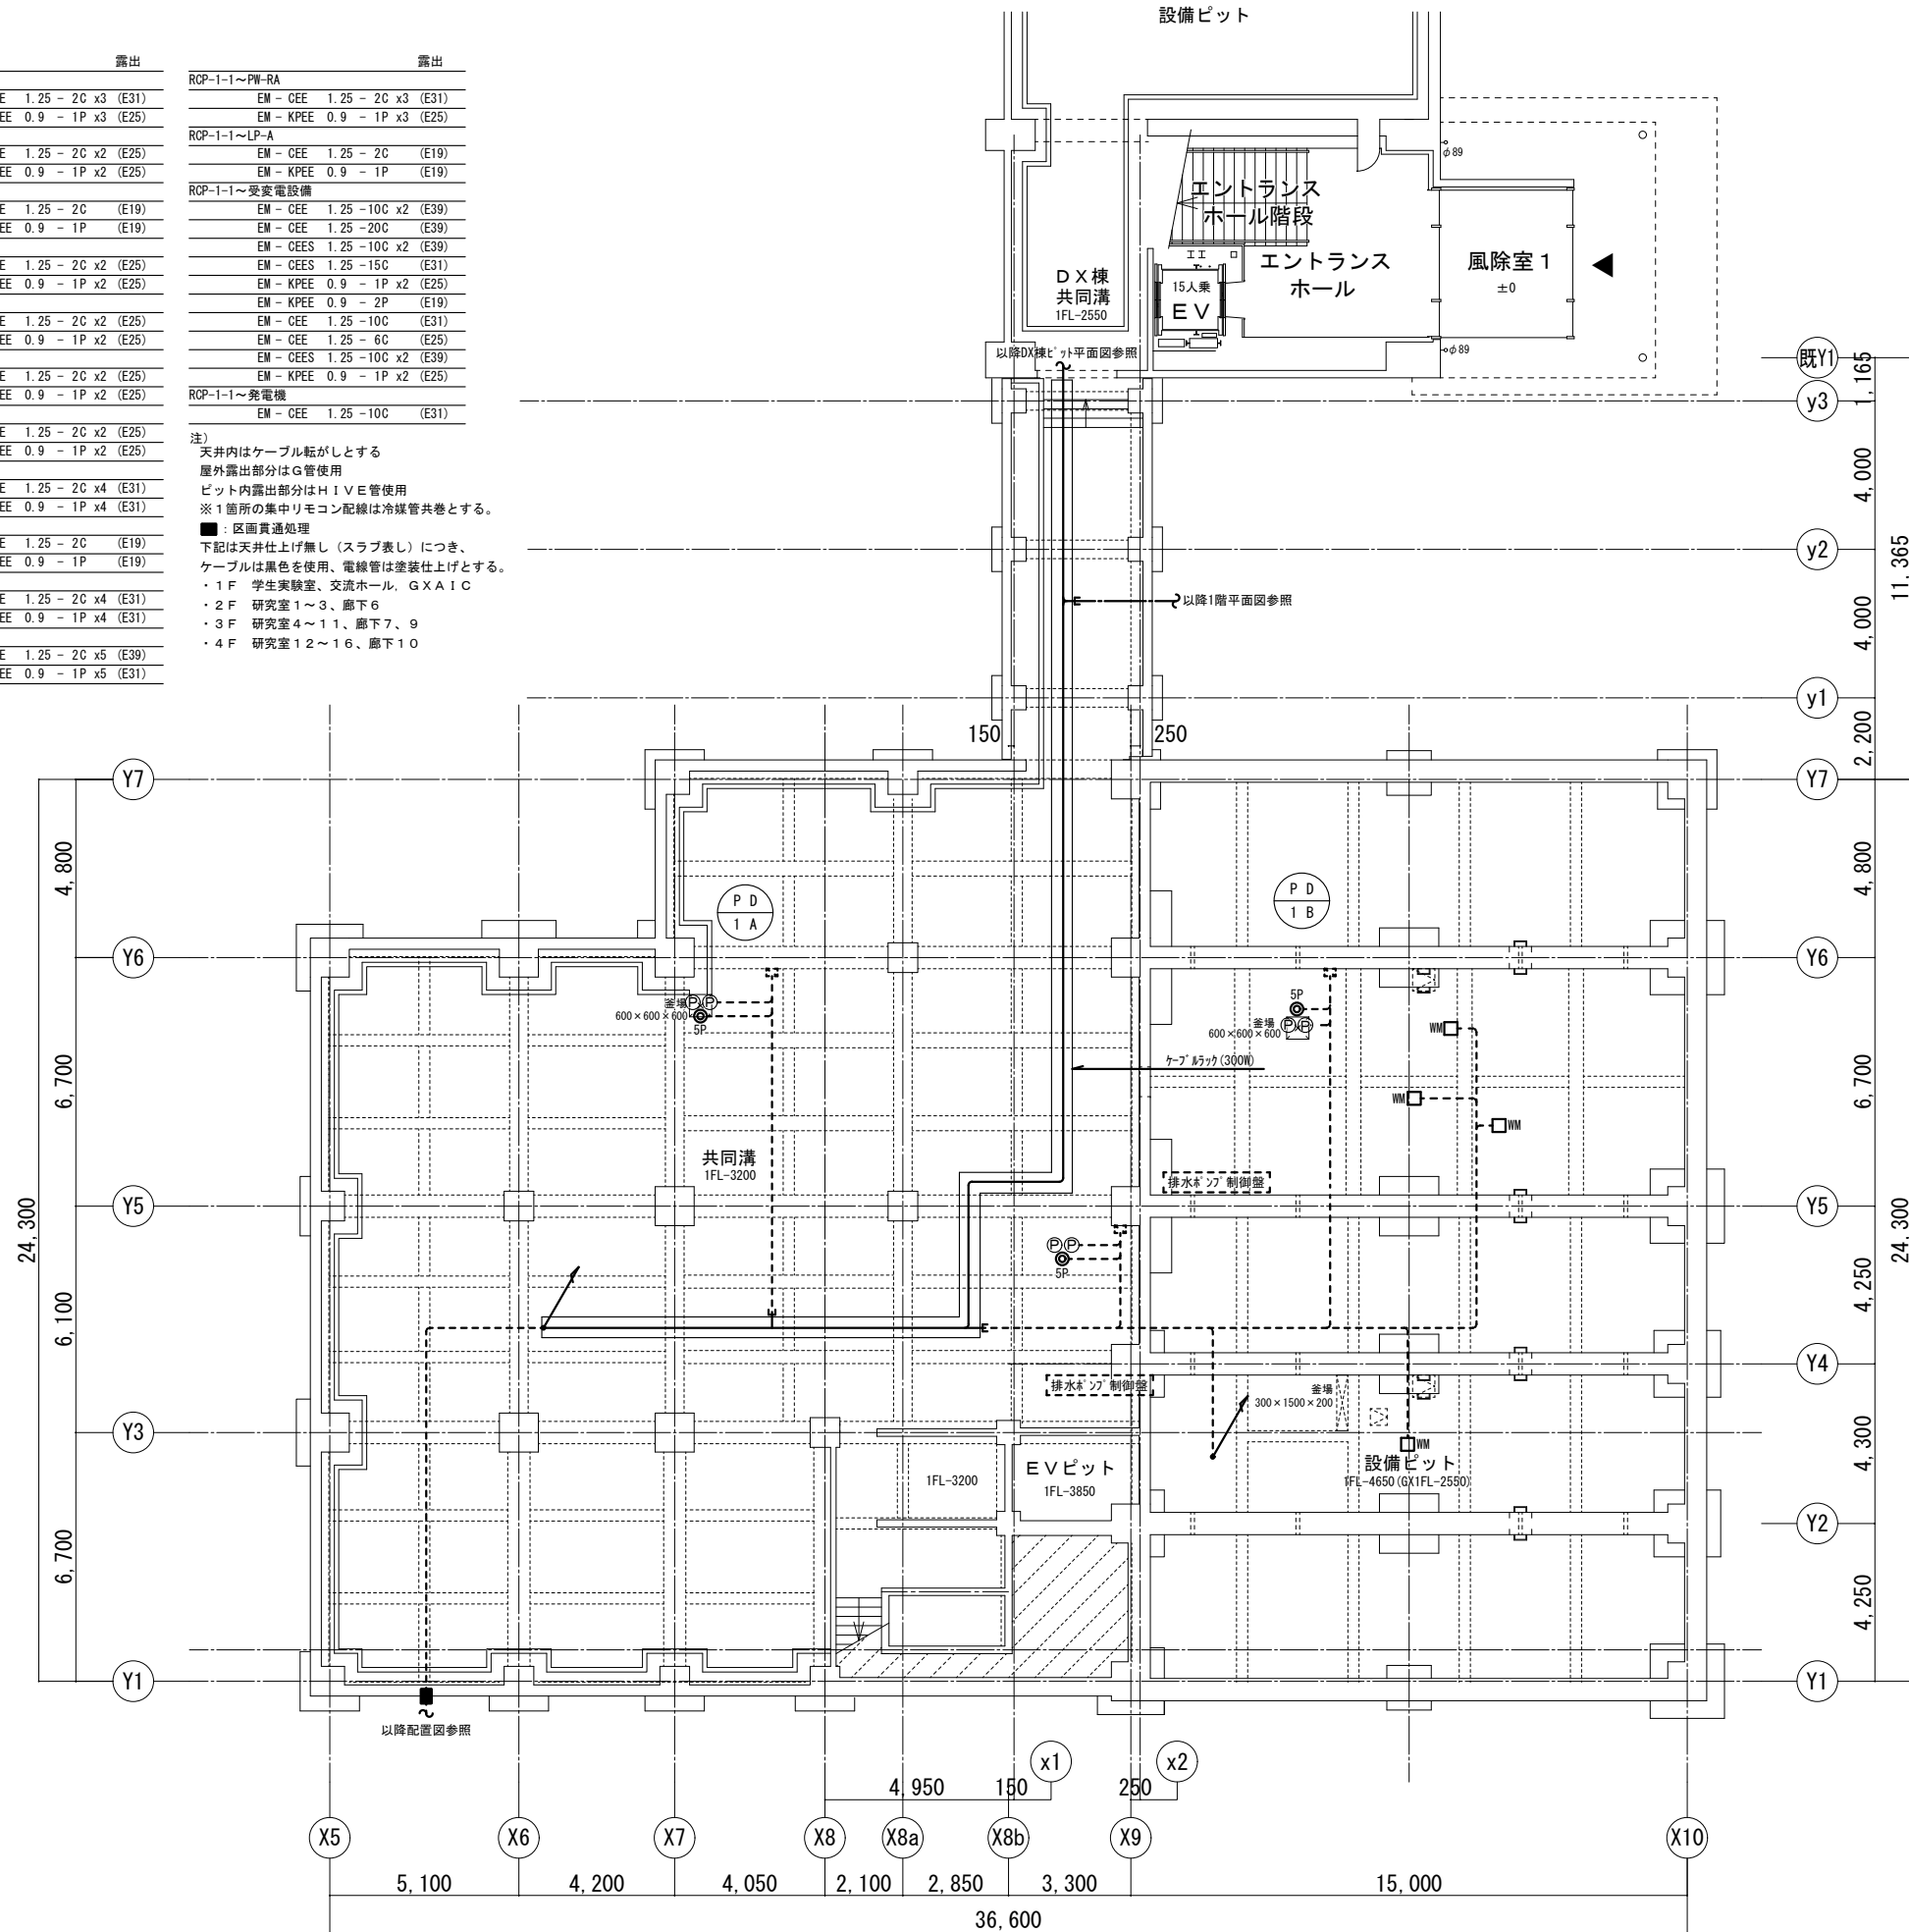 設備ピット
露出
E 1.25 - 2C x3 (E31)
EE 0.9 - 1P x3 (E25)
E 1.25 - 2C x2 (E25)
EE 0.9 - 1P x2 (E25)
E 1.25 - 2C (E19)
EE 0.9 - 1P (E19)
E 1.25 - 2C x2 (E25)
EE 0.9 - 1P x2 (E25)
E 1.25 - 2C x2 (E25)
EE 0.9 - 1P x2 (E25)
E 1.25 - 2C x2 (E25)
EE 0.9 - 1P x2 (E25)
E 1.25 - 2C x2 (E25)
EE 0.9 - 1P x2 (E25)
E 1.25 - 2C x4 (E31)
EE 0.9 - 1P x4 (E31)
E 1.25 - 2C (E19)
EE 0.9 - 1P (E19)
E 1.25 - 2C x4 (E31)
EE 0.9 - 1P x4 (E31)
E 1.25 - 2C x5 (E39)
EE 0.9 - 1P x5 (E31)
露出
RCP-1-1～PW-RA
EM - CEE 1.25 - 2C x3 (E31)
EM - KPEE 0.9 - 1P x3 (E25)
RCP-1-1～LP-A
EM - CEE 1.25 - 2C (E19)
EM - KPEE 0.9 - 1P (E19)
RCP-1-1～受変電設備
EM - CEE 1.25 -10C x2 (E39)
EM - CEE 1.25 -20C (E39)
EM - CEES 1.25 -10C x2 (E39)
EM - CEES 1.25 -15C (E31)
EM - KPEE 0.9 - 1P x2 (E25)
EM - KPEE 0.9 - 2P (E19)
EM - CEE 1.25 -10C (E31)
EM - CEE 1.25 - 6C (E25)
EM - CEES 1.25 -10C x2 (E39)
EM - KPEE 0.9 - 1P x2 (E25)
RCP-1-1～発電機
EM - CEE 1.25 -10C (E31)
注）
天井内はケーブル転がしとする
屋外露出部分はＧ管使用
ピット内露出部分はＨＩＶＥ管使用
※１箇所の集中リモコン配線は冷媒管共巻とする。
■：区画貫通処理
下記は天井仕上げ無し（スラブ表し）につき、
ケーブルは黒色を使用、電線管は塗装仕上げとする。
・１Ｆ　学生実験室、交流ホール, ＧＸＡＩＣ
・２Ｆ　研究室１～３、廊下６
・３Ｆ　研究室４～１１、廊下７、９
・４Ｆ　研究室１２～１６、廊下１０
φ89
エントランス
ホール階段
エントランス
ホール
風除室１
±0
15人乗
ＥＶ
ＤＸ棟
共同溝
1FL-2550
φ89
以降DX棟ﾋﾟｯﾄ平面図参照
既Y1
1,165
y3
4,000
y2
11,365
以降1階平面図参照
4,000
y1
150
250
2,200
Y7
Y7
4,800
P D
1 A
P D
1 B
4,800
Y6
Y6
釜場
600×600×600
P P
5P
5P
釜場
600×600×600
P P
WM
ｹｰﾌﾞﾙﾗｯｸ(300W)
6,700
6,700
WM
WM
共同溝
1FL-3200
排水ﾎﾟﾝﾌﾟ制御盤
24,300
Y5
Y5
24,300
P P
5P
6,100
4,250
Y4
排水ﾎﾟﾝﾌﾟ制御盤
釜場
300×1500×200
Y3
WM
4,300
1FL-3200
ＥＶピット
1FL-3850
設備ピット
1FL-4650(GX1FL-2550)
Y2
6,700
4,250
Y1
Y1
以降配置図参照
x1
x2
4,950
150
250
X5
X6
X7
X8
X8a
X8b
X9
X10
5,100
4,200
4,050
2,100
2,850
3,300
15,000
36,600